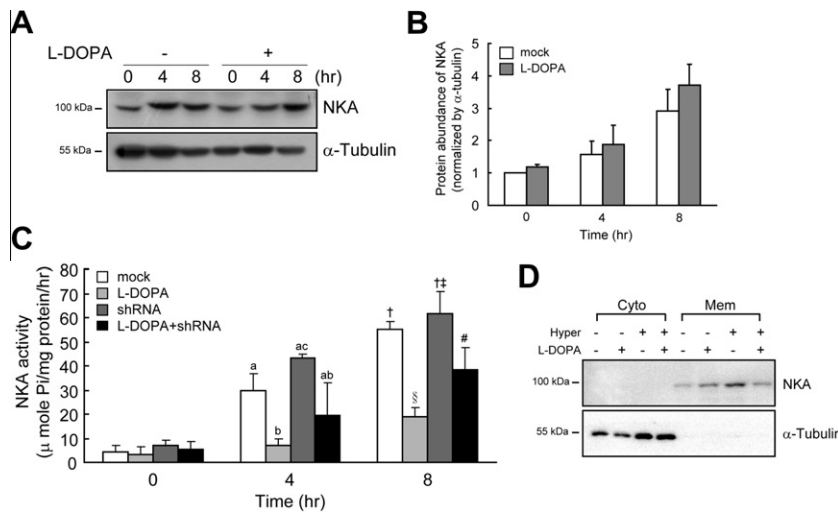 A
L-DOPA - +
0 4 8 0 4 8 (hr)
100 kDa NKA
55 kDa α-Tubulin
B
Protein abundance of NKA
(normalized by α-tubulin)
5
4
3
2
1
0
mock
L-DOPA
0 4 8
Time (hr)
C
NKA activity
(μ mole Pi/mg protein/hr)
80
70
60
50
40
30
20
10
0
mock
L-DOPA
shRNA
L-DOPA+shRNA
a b ac ab
† § †‡ #
0 4 8
Time (hr)
D
Cyto Mem
Hyper - - + + - - + +
L-DOPA - + - + - + - +
100 kDa NKA
55 kDa α-Tubulin